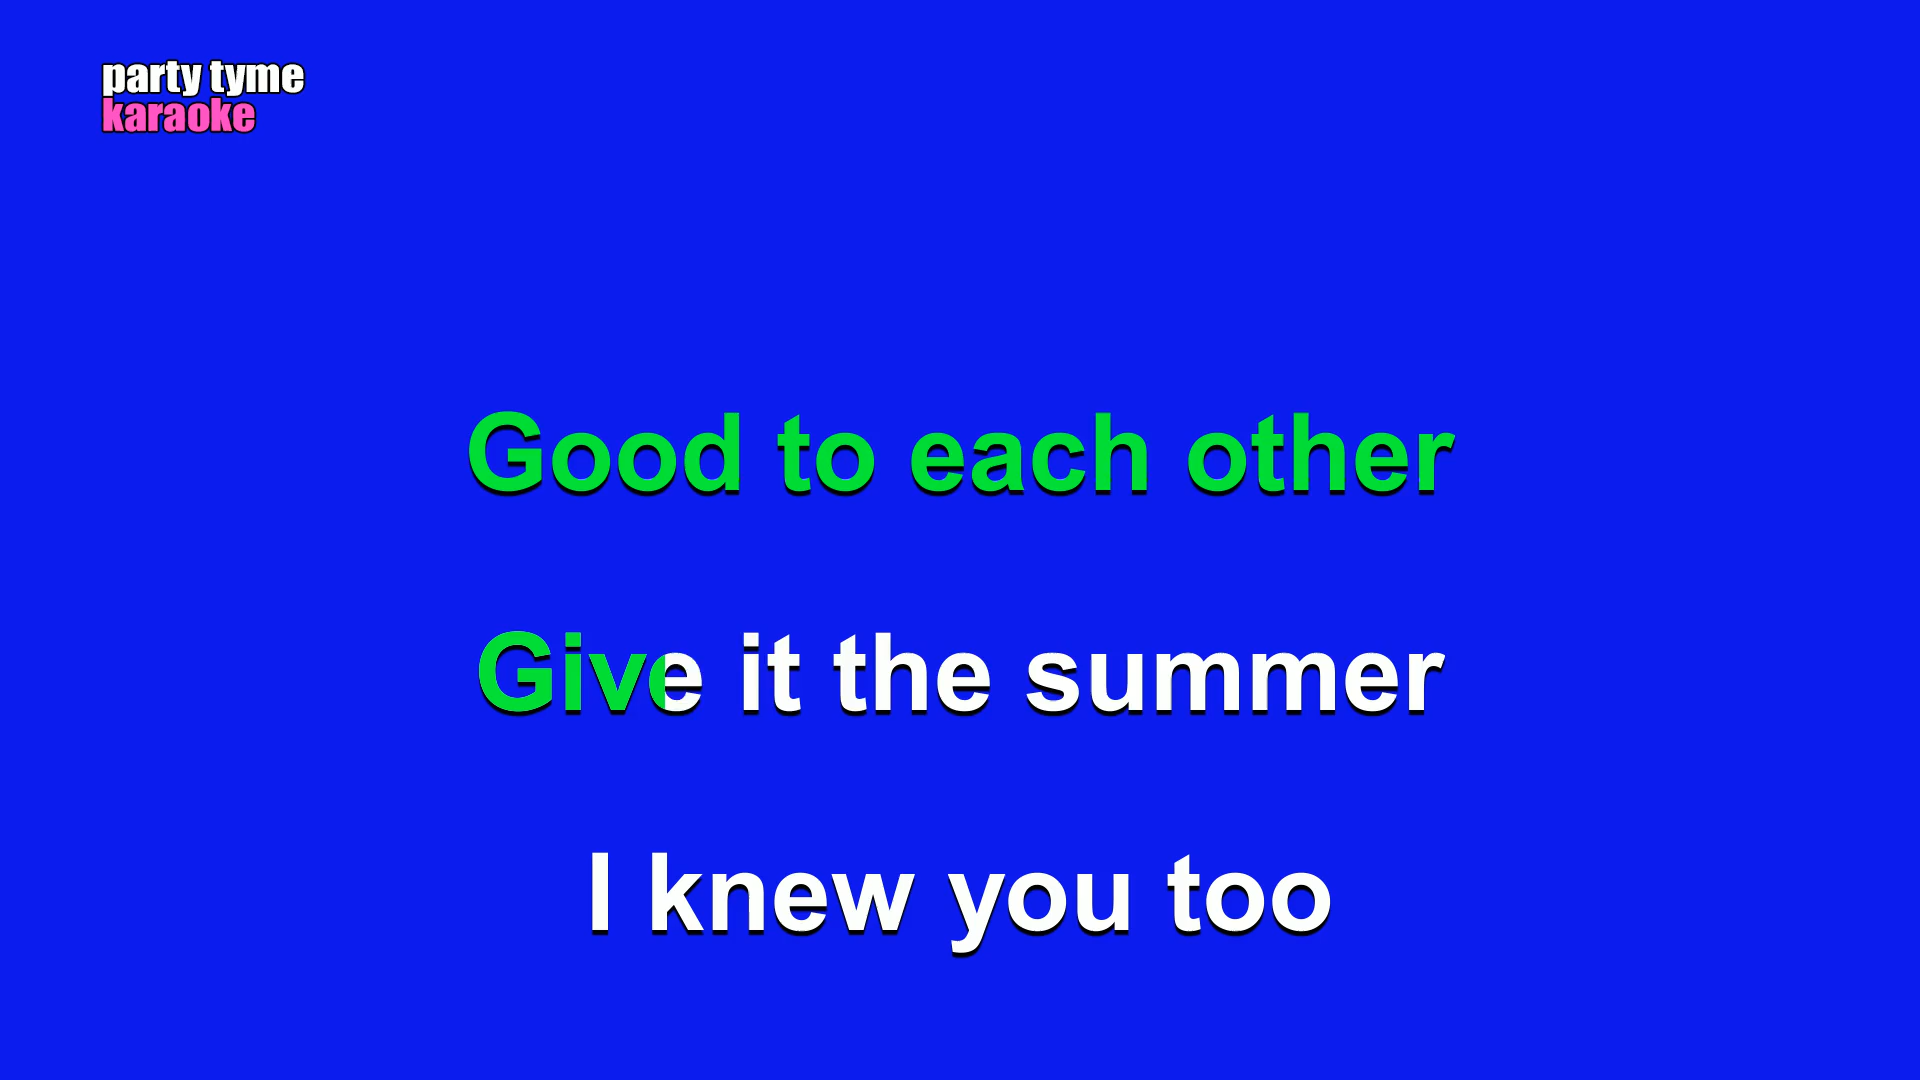 party tyme
karaoke
Good to each other
Give it the summer
I knew you too